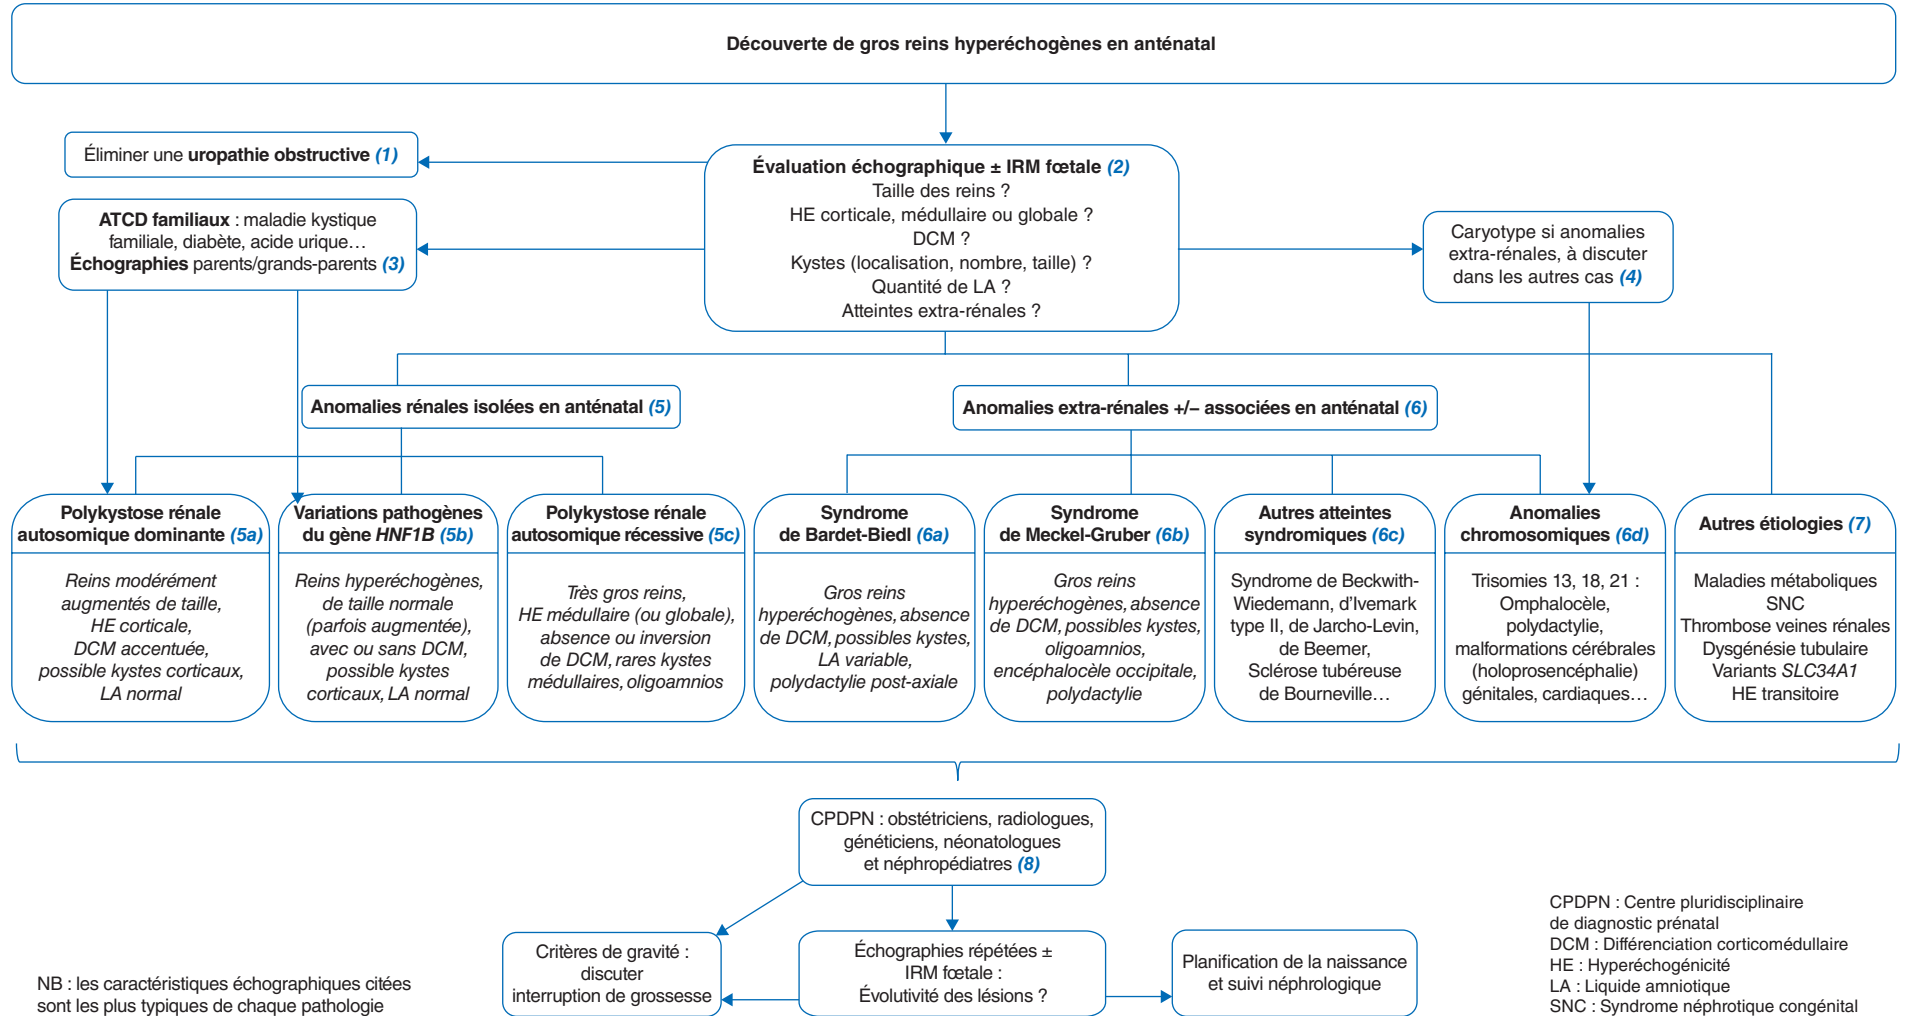 Découverte de gros reins hyperéchogènes en anténatal
Éliminer une uropathie obstructive (1)
Évaluation échographique ± IRM fœtale (2)
Taille des reins ?
HE corticale, médullaire ou globale ?
DCM ?
Kystes (localisation, nombre, taille) ?
Quantité de LA ?
Atteintes extra-rénales ?
ATCD familiaux : maladie kystique
familiale, diabète, acide urique…
Échographies parents/grands-parents (3)
Caryotype si anomalies
extra-rénales, à discuter
dans les autres cas (4)
Anomalies rénales isolées en anténatal (5)
Anomalies extra-rénales +/– associées en anténatal (6)
Polykystose rénale
autosomique dominante (5a)
Reins modérément
augmentés de taille,
HE corticale,
DCM accentuée,
possible kystes corticaux,
LA normal
Variations pathogènes
du gène HNF1B (5b)
Reins hyperéchogènes,
de taille normale
(parfois augmentée),
avec ou sans DCM,
possible kystes
corticaux, LA normal
Polykystose rénale
autosomique récessive (5c)
Très gros reins,
HE médullaire (ou globale),
absence ou inversion
de DCM, rares kystes
médullaires, oligoamnios
Syndrome
de Bardet-Biedl (6a)
Gros reins
hyperéchogènes, absence
de DCM, possibles kystes,
LA variable,
polydactylie post-axiale
Syndrome
de Meckel-Gruber (6b)
Gros reins
hyperéchogènes, absence
de DCM, possibles kystes,
oligoamnios,
encéphalocèle occipitale,
polydactylie
Autres atteintes
syndromiques (6c)
Syndrome de Beckwith-
Wiedemann, d'Ivemark
type II, de Jarcho-Levin,
de Beemer,
Sclérose tubéreuse
de Bourneville…
Anomalies
chromosomiques (6d)
Trisomies 13, 18, 21 :
Omphalocèle,
polydactylie,
malformations cérébrales
(holoprosencéphalie)
génitales, cardiaques…
Autres étiologies (7)
Maladies métaboliques
SNC
Thrombose veines rénales
Dysgénésie tubulaire
Variants SLC34A1
HE transitoire
CPDPN : obstétriciens, radiologues,
généticiens, néonatologues
et néphropédiatres (8)
Critères de gravité :
discuter
interruption de grossesse
Échographies répétées ±
IRM fœtale :
Évolutivité des lésions ?
Planification de la naissance
et suivi néphrologique
NB : les caractéristiques échographiques citées
sont les plus typiques de chaque pathologie
CPDPN : Centre pluridisciplinaire
de diagnostic prénatal
DCM : Différenciation corticomédullaire
HE : Hyperéchogénicité
LA : Liquide amniotique
SNC : Syndrome néphrotique congénital